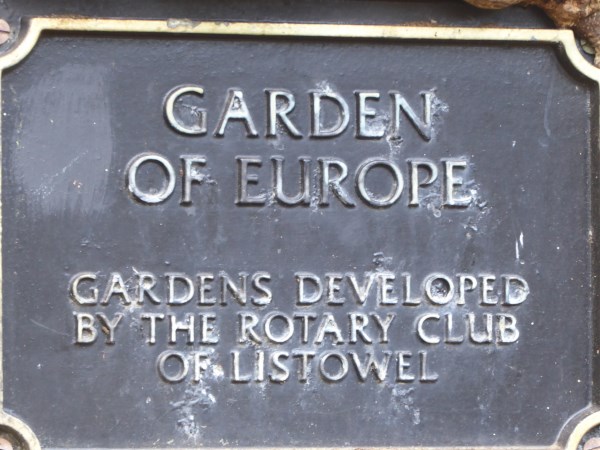 GARDEN
OF EUROPE
GARDENS DEVELOPED
BY THE ROTARY CLUB
OF LISTOWEL